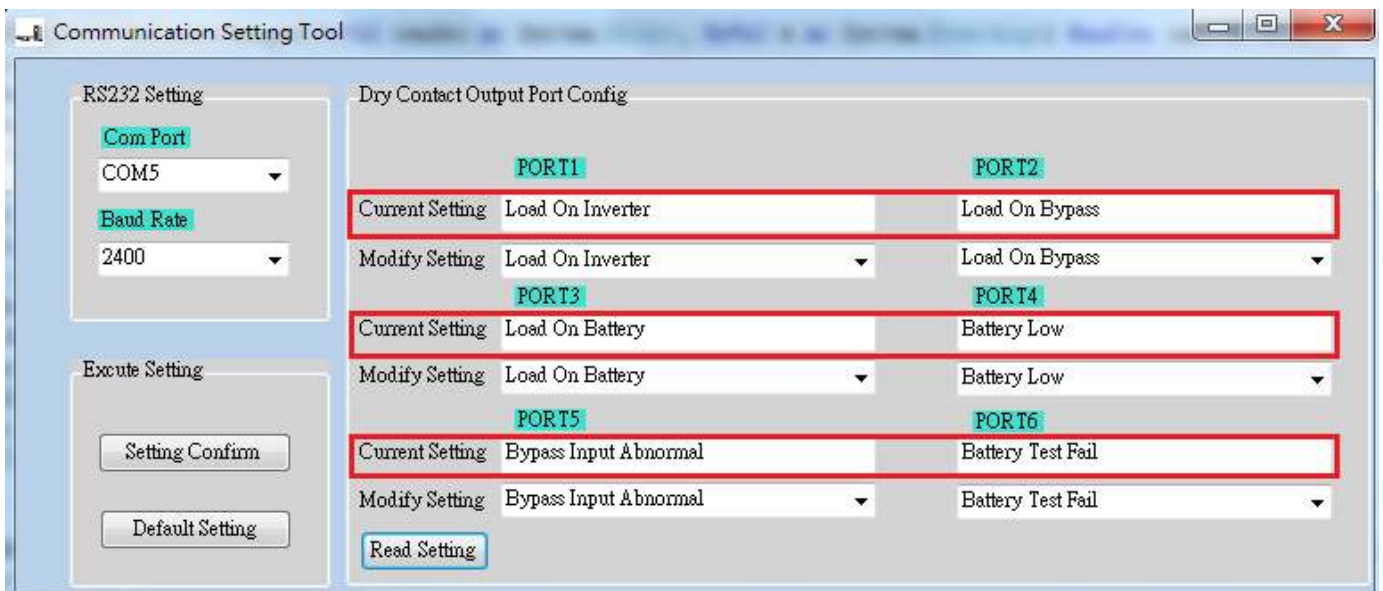 Communication Setting Tool
RS232 Setting
Com Port
COM5
Baud Rate
2400
Excute Setting
Setting Confirm
Default Setting
Dry Contact Output Port Config
PORT1 PORT2
Current Setting Load On Inverter Load On Bypass
Modify Setting Load On Inverter Load On Bypass
PORT3 PORT4
Current Setting Load On Battery Battery Low
Modify Setting Load On Battery Battery Low
PORT5 PORT6
Current Setting Bypass Input Abnormal Battery Test Fail
Modify Setting Bypass Input Abnormal Battery Test Fail
Read Setting